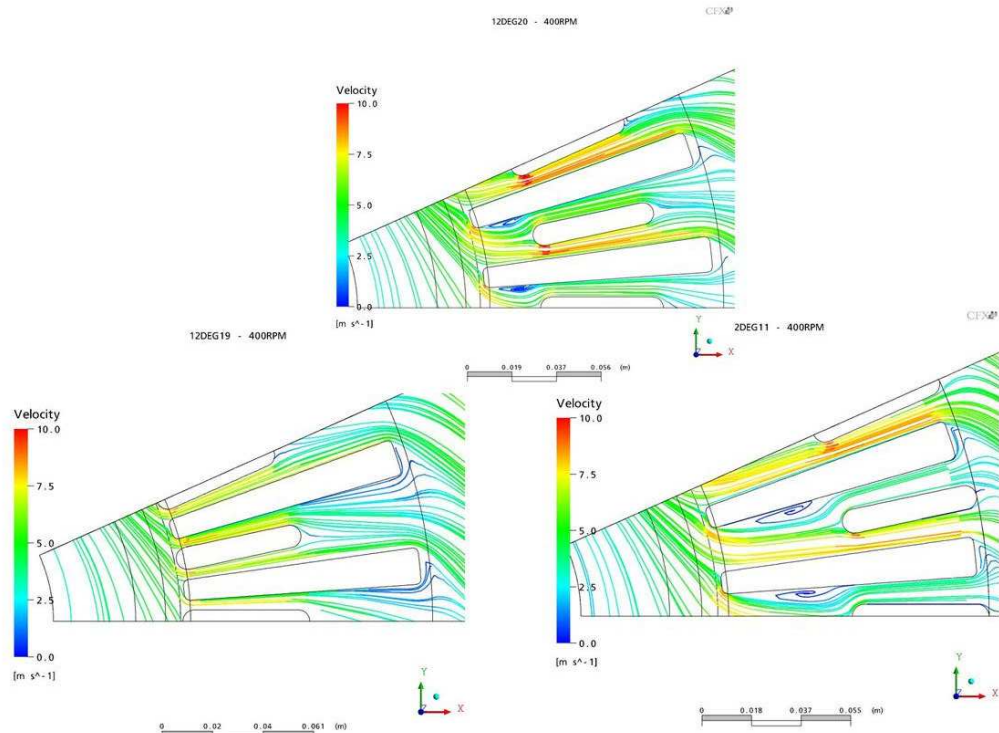 CFX
12DEG20 - 400RPM
Velocity
10.0
7.5
5.0
2.5
0.0
[m s^-1]
Y
X
Z
0 0.019 0.037 0.056 (m)
12DEG19 - 400RPM
Velocity
10.0
7.5
5.0
2.5
0.0
[m s^-1]
Y
X
Z
0 0.02 0.04 0.061 (m)
CFX
2DEG11 - 400RPM
Velocity
10.0
7.5
5.0
2.5
0.0
[m s^-1]
Y
X
Z
0 0.018 0.037 0.055 (m)